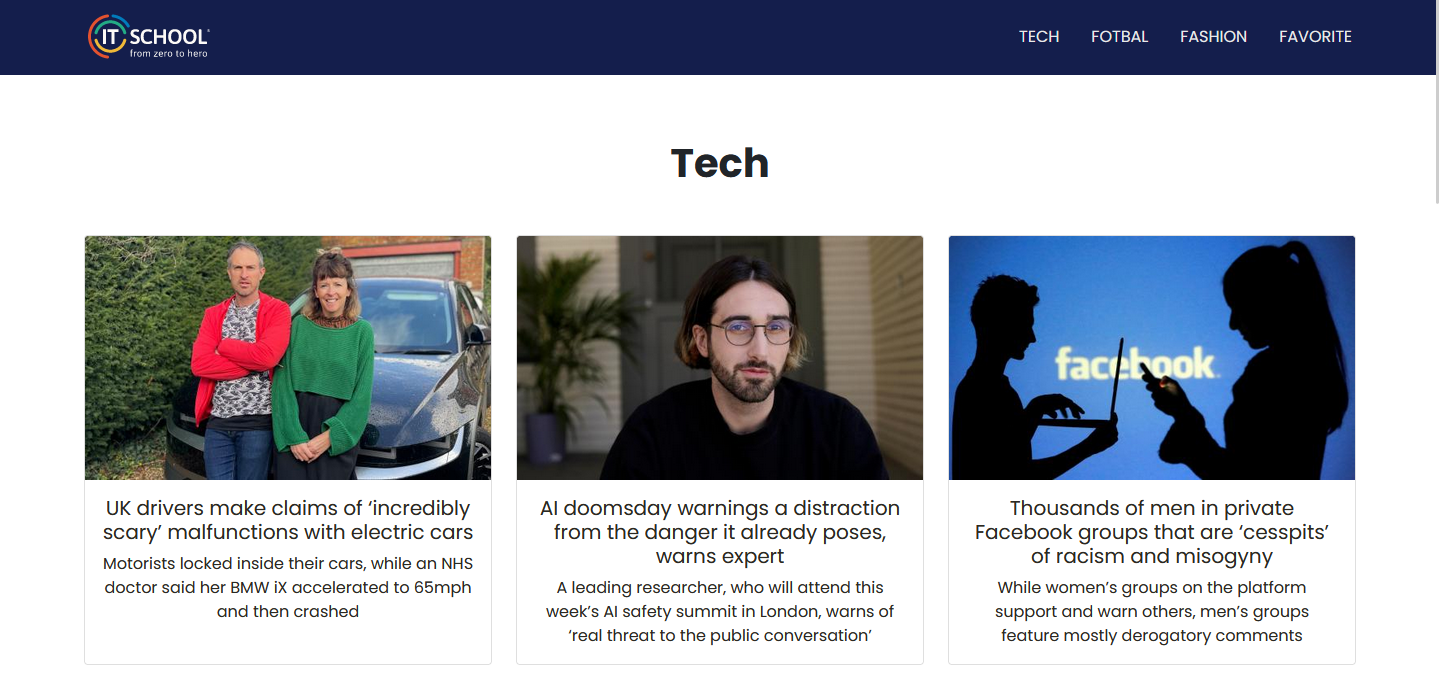 IT SCHOOL
from zero to hero
TECH FOTBAL FASHION FAVORITE
Tech
facebook
UK drivers make claims of ‘incredibly
scary’ malfunctions with electric cars
Motorists locked inside their cars, while an NHS
doctor said her BMW iX accelerated to 65mph
and then crashed
AI doomsday warnings a distraction
from the danger it already poses,
warns expert
A leading researcher, who will attend this
week’s AI safety summit in London, warns of
‘real threat to the public conversation’
Thousands of men in private
Facebook groups that are ‘cesspits’
of racism and misogyny
While women’s groups on the platform
support and warn others, men’s groups
feature mostly derogatory comments